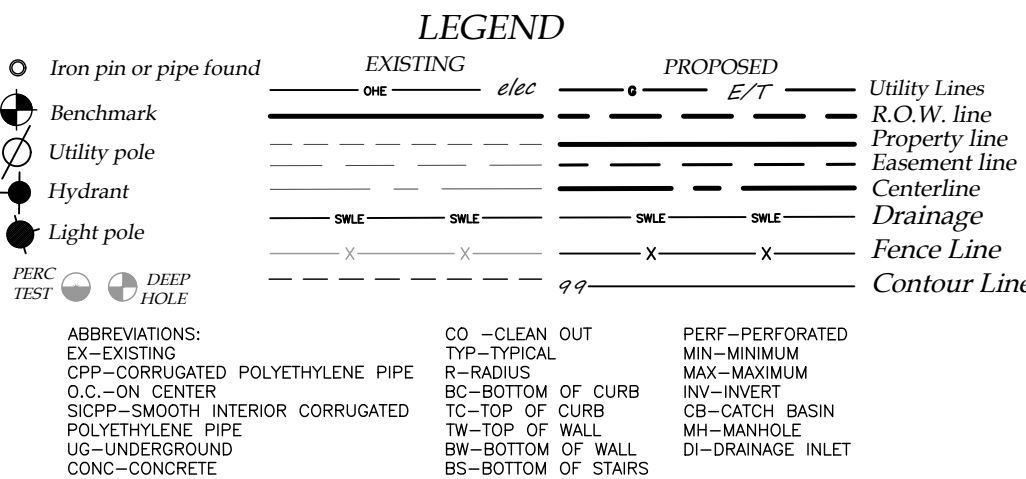 LEGEND
EXISTING PROPOSED
Iron pin or pipe found
OHE elec G E/T Utility Lines
Benchmark R.O.W. line
Property line
Utility pole Easement line
Hydrant Centerline
SWLE SWLE SWLE SWLE Drainage
Light pole
X X X X Fence Line
PERC TEST DEEP HOLE
99 Contour Line
ABBREVIATIONS:
EX-EXISTING
CPP-CORRUGATED POLYETHYLENE PIPE
O.C.-ON CENTER
SICPP-SMOOTH INTERIOR CORRUGATED
POLYETHYLENE PIPE
UG-UNDERGROUND
CONC-CONCRETE
CO -CLEAN OUT
TYP-TYPICAL
R-RADIUS
BC-BOTTOM OF CURB
TC-TOP OF CURB
TW-TOP OF WALL
BW-BOTTOM OF WALL
BS-BOTTOM OF STAIRS
PERF-PERFORATED
MIN-MINIMUM
MAX-MAXIMUM
INV-INVERT
CB-CATCH BASIN
MH-MANHOLE
DI-DRAINAGE INLET